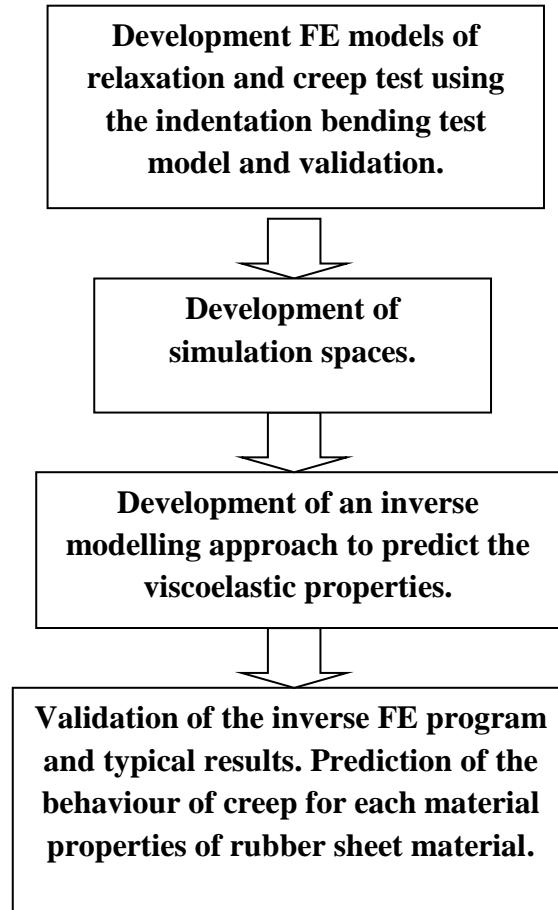 Development FE models of
relaxation and creep test using
the indentation bending test
model and validation.
Development of
simulation spaces.
Development of an inverse
modelling approach to predict the
viscoelastic properties.
Validation of the inverse FE program
and typical results. Prediction of the
behaviour of creep for each material
properties of rubber sheet material.